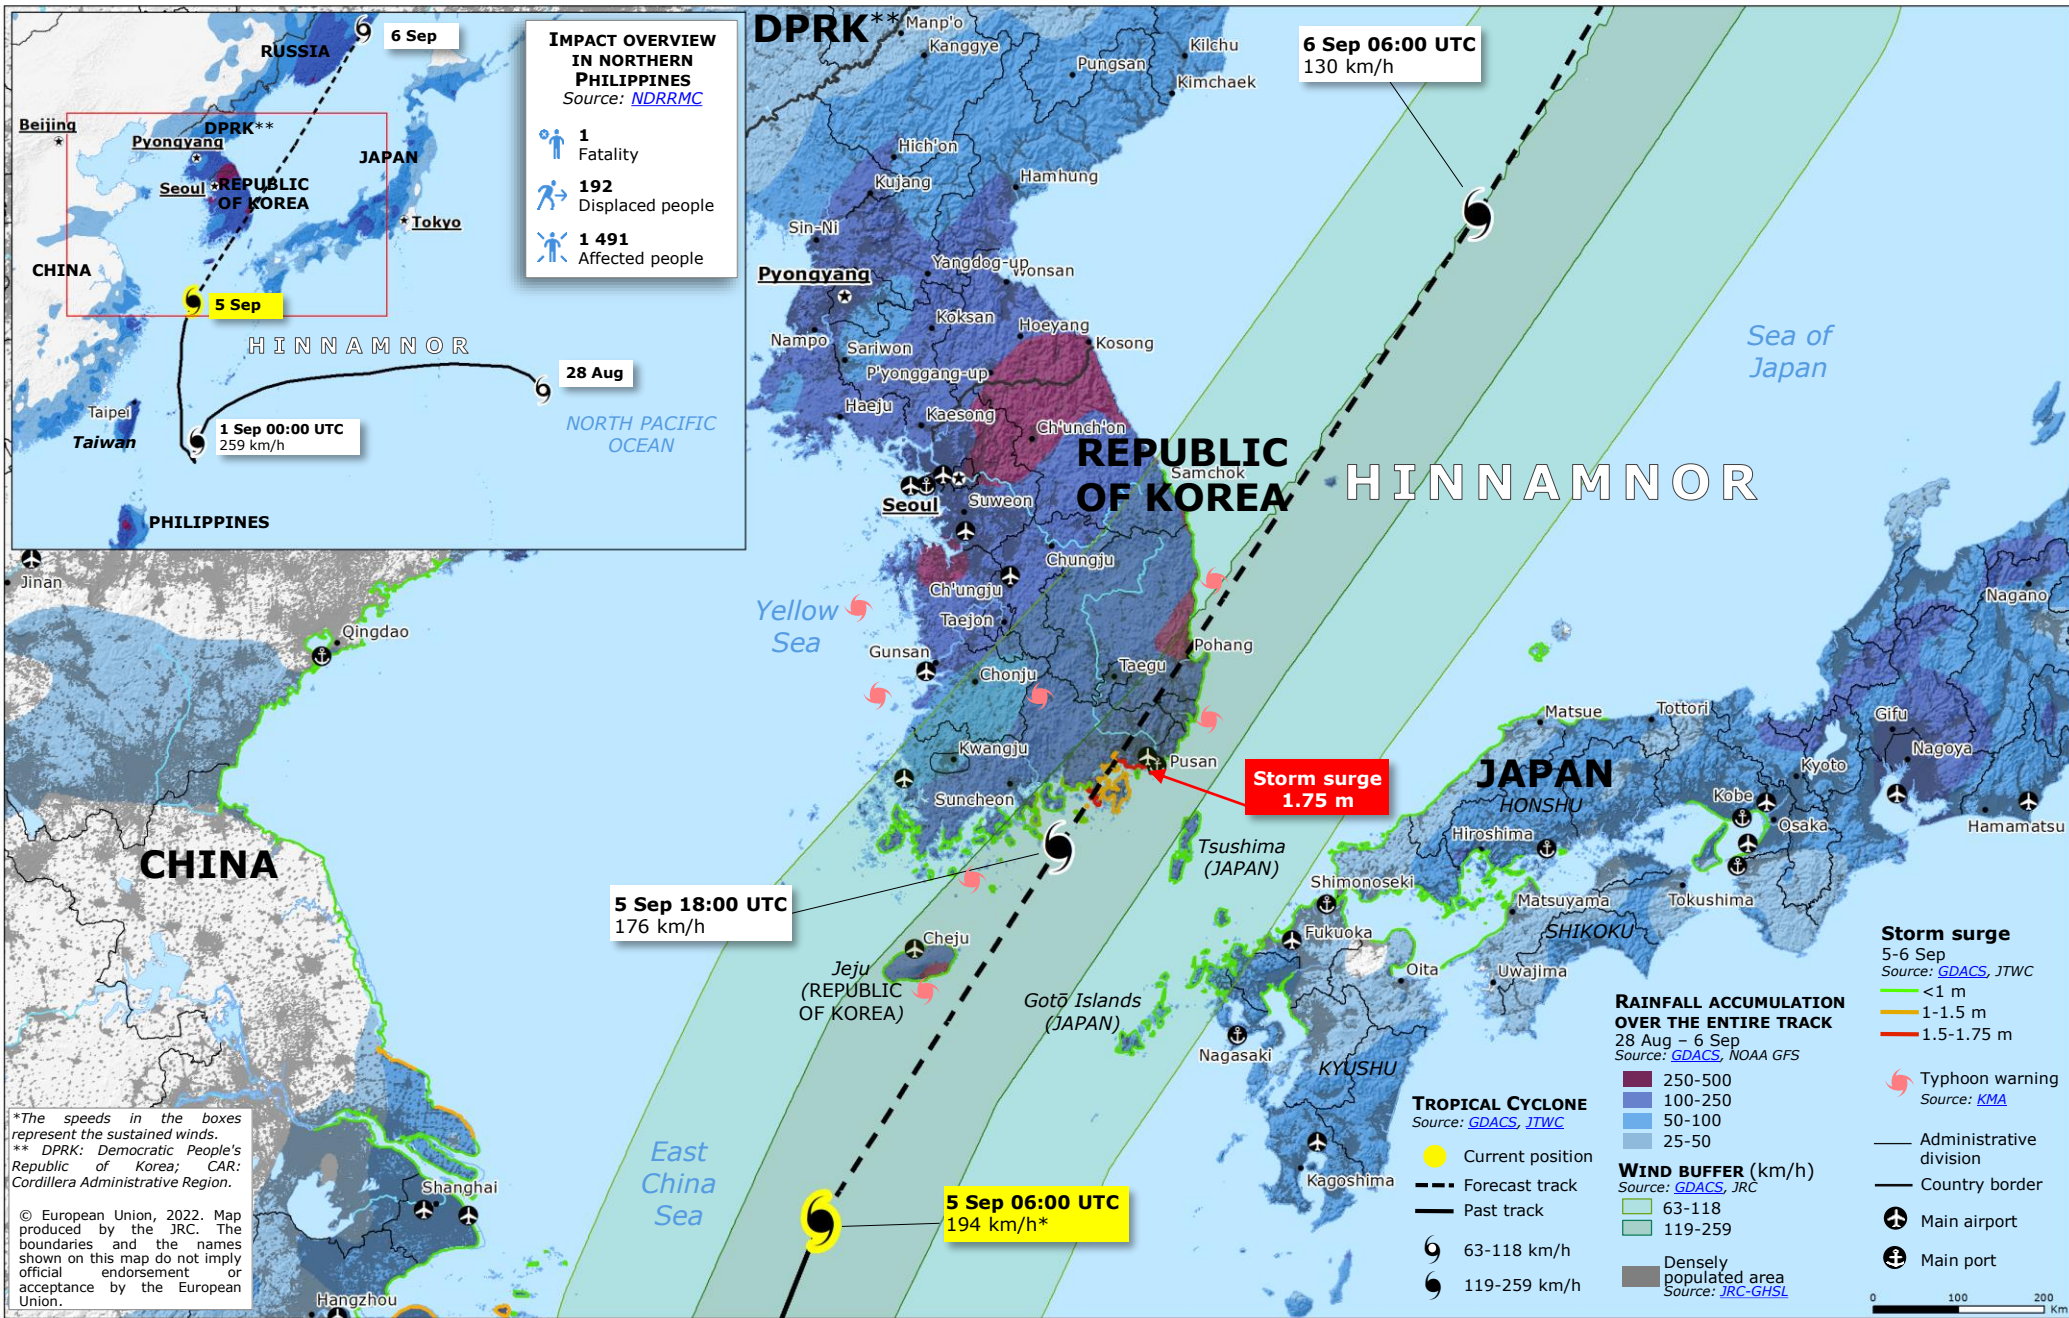 RUSSIA
6 Sep
Beijing
DPRK**
Pyongyang
JAPAN
Seoul
REPUBLIC
OF KOREA
Tokyo
CHINA
5 Sep
HINNAMNOR
28 Aug
1 Sep 00:00 UTC
259 km/h
NORTH PACIFIC
OCEAN
Taipei
Taiwan
PHILIPPINES
IMPACT OVERVIEW
IN NORTHERN
PHILIPPINES
Source: NDRRMC
1
Fatality
192
Displaced people
1 491
Affected people
DPRK**
Manp'o
Kanggye
Kilchu
Pungsan
Kimchaek
6 Sep 06:00 UTC
130 km/h
Hich'on
Kujang
Hamhung
Sin-Ni
Yangdog-up
Wonsan
Pyongyang
Koksan
Hoeyang
Nampo
Sariwon
Kosong
P'yonggang-up
Haeju
Kaesong
Ch'unch'on
REPUBLIC
OF KOREA
Samchok
Sea of
Japan
HINNAMNOR
Seoul
Suweon
Chungju
Ch'ungju
Taejon
Yellow
Sea
Gunsan
Chonju
Taegu
Pohang
Kwangju
Pusan
Suncheon
Storm surge
1.75 m
Jinan
Qingdao
CHINA
Tsushima
(JAPAN)
5 Sep 18:00 UTC
176 km/h
Cheju
Jeju
(REPUBLIC
OF KOREA)
Gotō Islands
(JAPAN)
Nagano
Matsue
Tottori
Gifu
Nagoya
Kyoto
JAPAN
HONSHU
Kobe
Osaka
Hamamatsu
Hiroshima
Shimonoseki
Matsuyama
Tokushima
SHIKOKU
Fukuoka
Oita
Uwajima
Nagasaki
KYUSHU
Kagoshima
East
China
Sea
5 Sep 06:00 UTC
194 km/h*
Shanghai
Hangzhou
*The speeds in the boxes
represent the sustained winds.
** DPRK: Democratic People's
Republic of Korea; CAR:
Cordillera Administrative Region.
© European Union, 2022. Map
produced by the JRC. The
boundaries and the names
shown on this map do not imply
official endorsement or
acceptance by the European
Union.
TROPICAL CYCLONE
Source: GDACS, JTWC
Current position
Forecast track
Past track
63-118 km/h
119-259 km/h
RAINFALL ACCUMULATION
OVER THE ENTIRE TRACK
28 Aug – 6 Sep
Source: GDACS, NOAA GFS
250-500
100-250
50-100
25-50
WIND BUFFER (km/h)
Source: GDACS, JRC
63-118
119-259
Densely
populated area
Source: JRC-GHSL
Storm surge
5-6 Sep
Source: GDACS, JTWC
<1 m
1-1.5 m
1.5-1.75 m
Typhoon warning
Source: KMA
Administrative
division
Country border
Main airport
Main port
0 100 200
Km